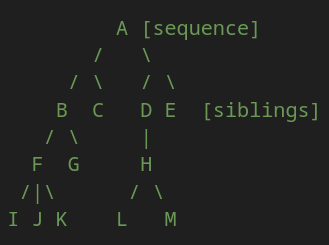 A [sequence]
/ \
/ \ / \
B C D E [siblings]
/ \ |
F G H
/|\ / \
I J K L M